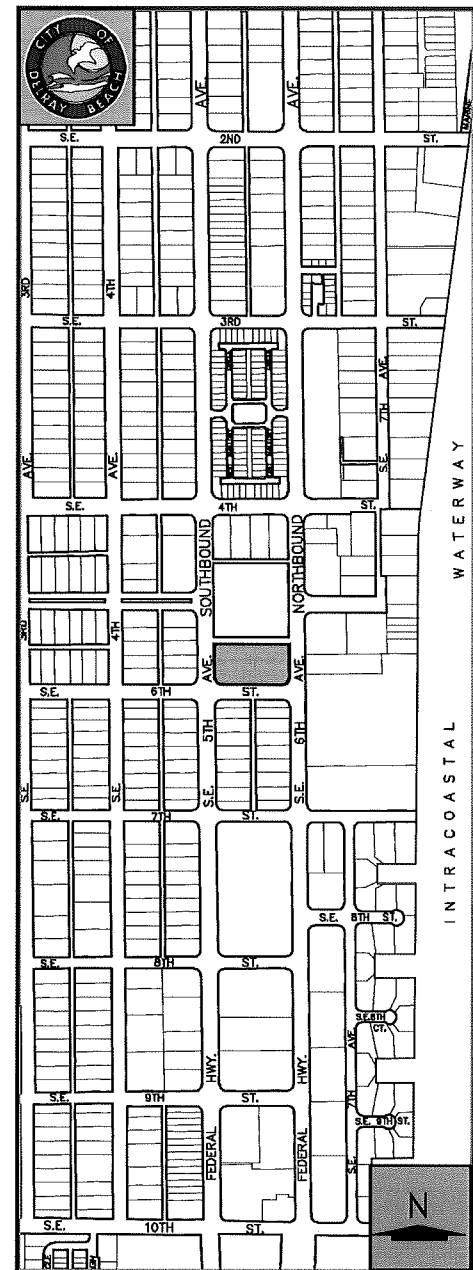 CITY OF
DELRAY BEACH
AVE.
AVE.
S.E. 2ND ST.
3RD
4TH
S.E. 3RD ST.
AVE.
7TH
S.E.
AVE.
AVE.
S.E. 4TH ST.
SOUTHBOUND
NORTHBOUND
WATERWAY
3RD
4TH
AVE.
AVE.
S.E. 6TH ST.
5TH
6TH
S.E.
S.E.
S.E.
S.E.
INTRACOASTAL
S.E. 7TH ST.
S.E. 8TH ST.
S.E. 8TH ST.
S.E. 8TH CT.
HWY.
HWY.
AVE
7TH
S.E.
S.E. 9TH ST.
S.E. 9TH ST.
FEDERAL
FEDERAL
S.E. 10TH ST.
N